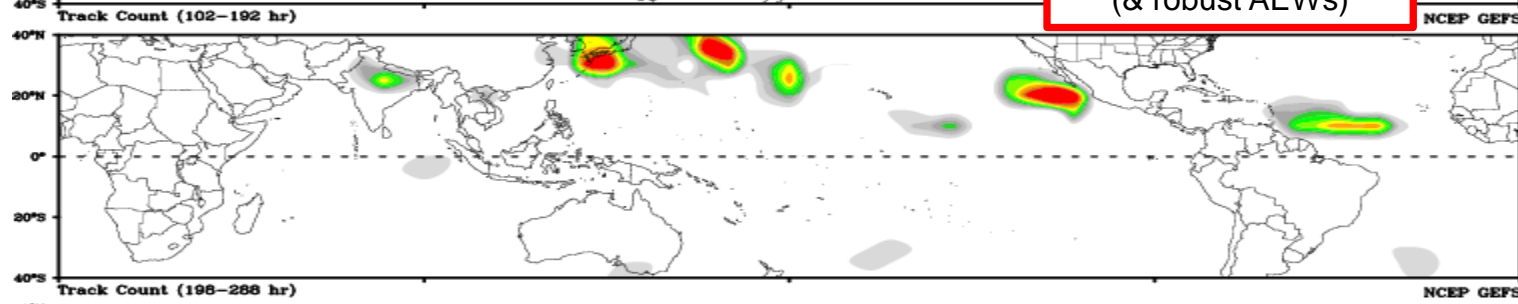 40°S
Track Count (102-192 hr)
(& robust AEWs)
NCEP GEFS
40°N
20°N
0°
20°S
40°S
Track Count (198-288 hr)
NCEP GEFS